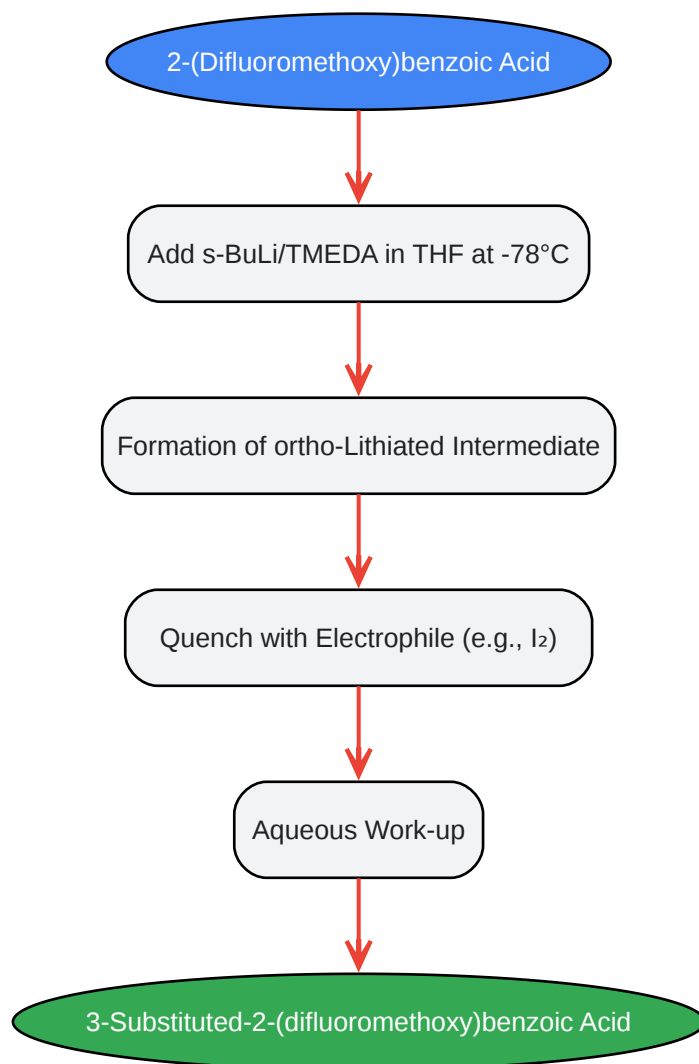 2-(Difluoromethoxy)benzoic Acid
Add s-BuLi/TMEDA in THF at -78°C
Formation of ortho-Lithiated Intermediate
Quench with Electrophile (e.g., I₂)
Aqueous Work-up
3-Substituted-2-(difluoromethoxy)benzoic Acid